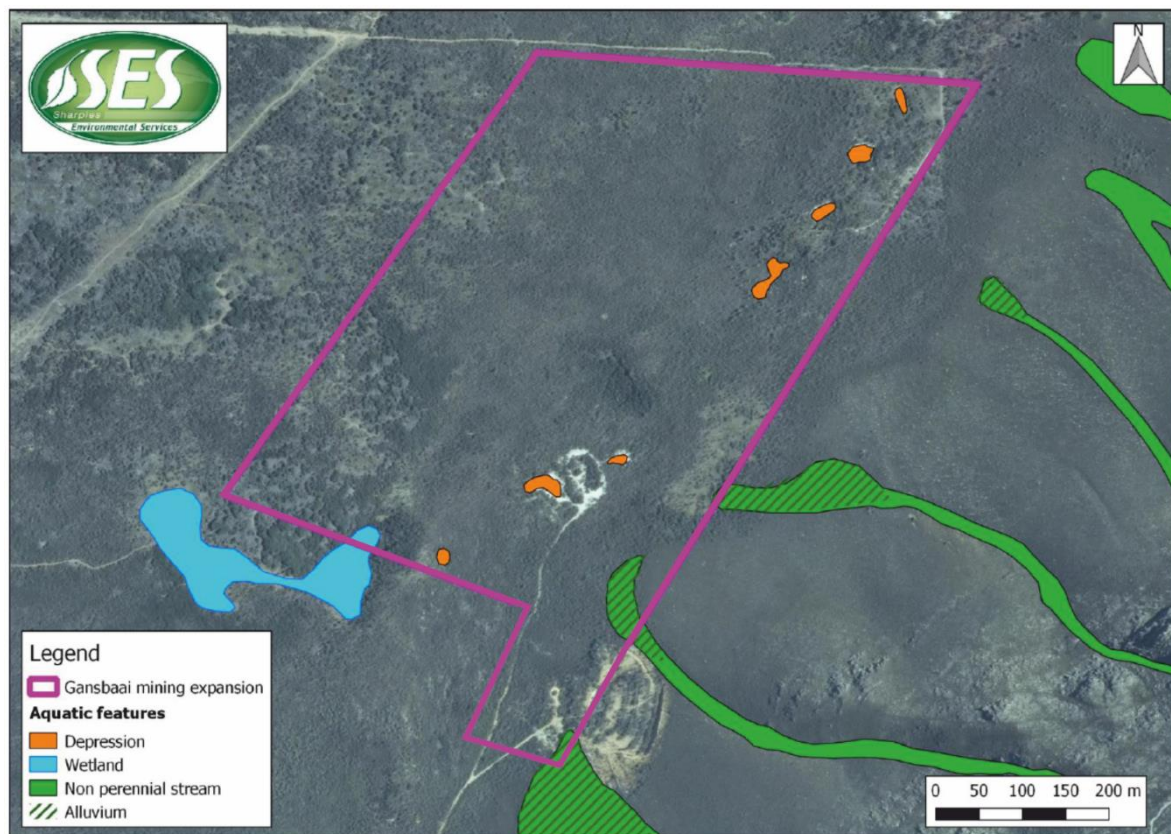 SES
Sharples
Environmental Services
N
Legend
Gansbaai mining expansion
Aquatic features
Depression
Wetland
Non perennial stream
Alluvium
0 50 100 150 200 m